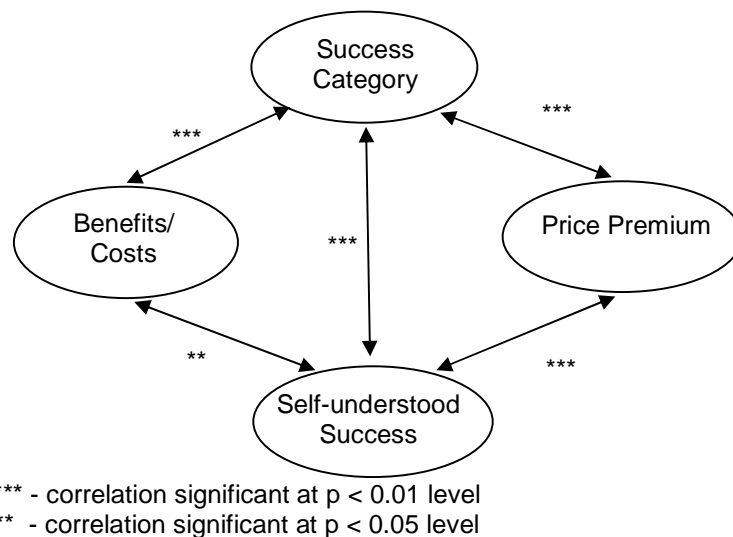 Success
Category
***
***
Benefits/
Costs
***
Price Premium
**
***
Self-understood
Success
*** - correlation significant at p < 0.01 level
** - correlation significant at p < 0.05 level